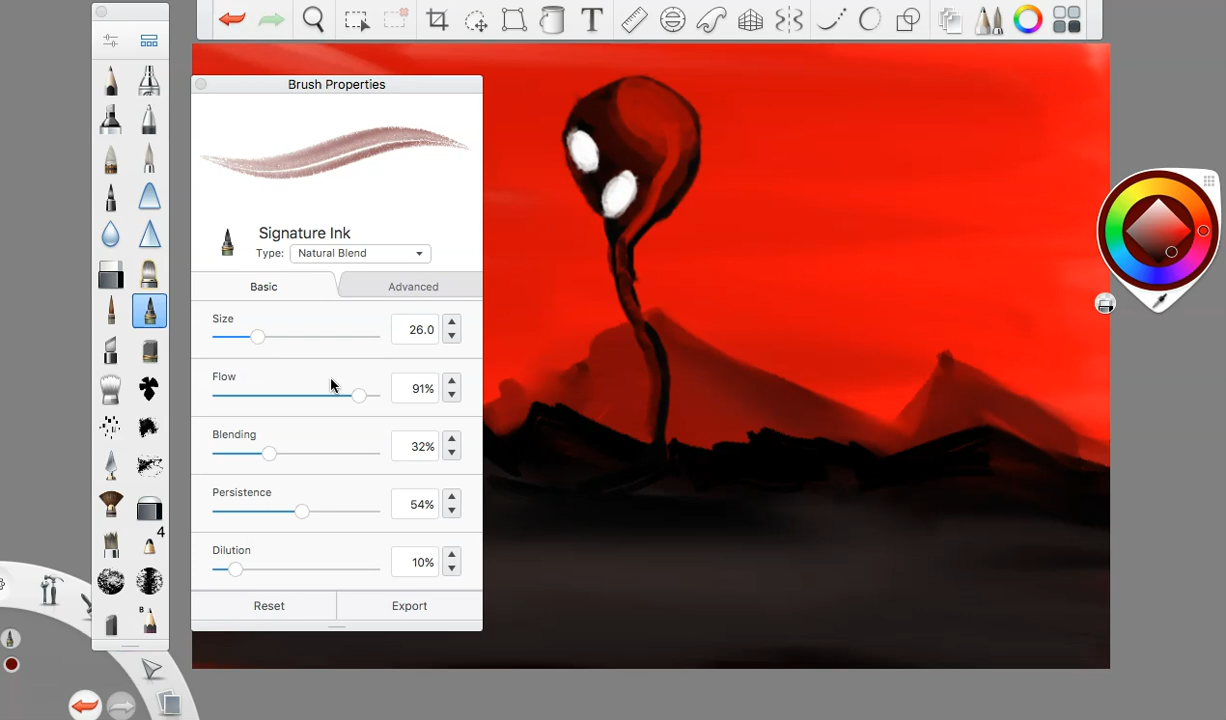 T
Brush Properties
Signature Ink
Type: Natural Blend
Basic Advanced
Size
26.0
Flow
91%
Blending
32%
Persistence
54%
Dilution
10%
Reset Export
4
B